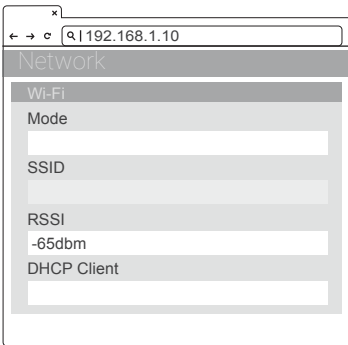 192.168.1.10
Network
Wi-Fi
Mode
SSID
RSSI
-65dbm
DHCP Client